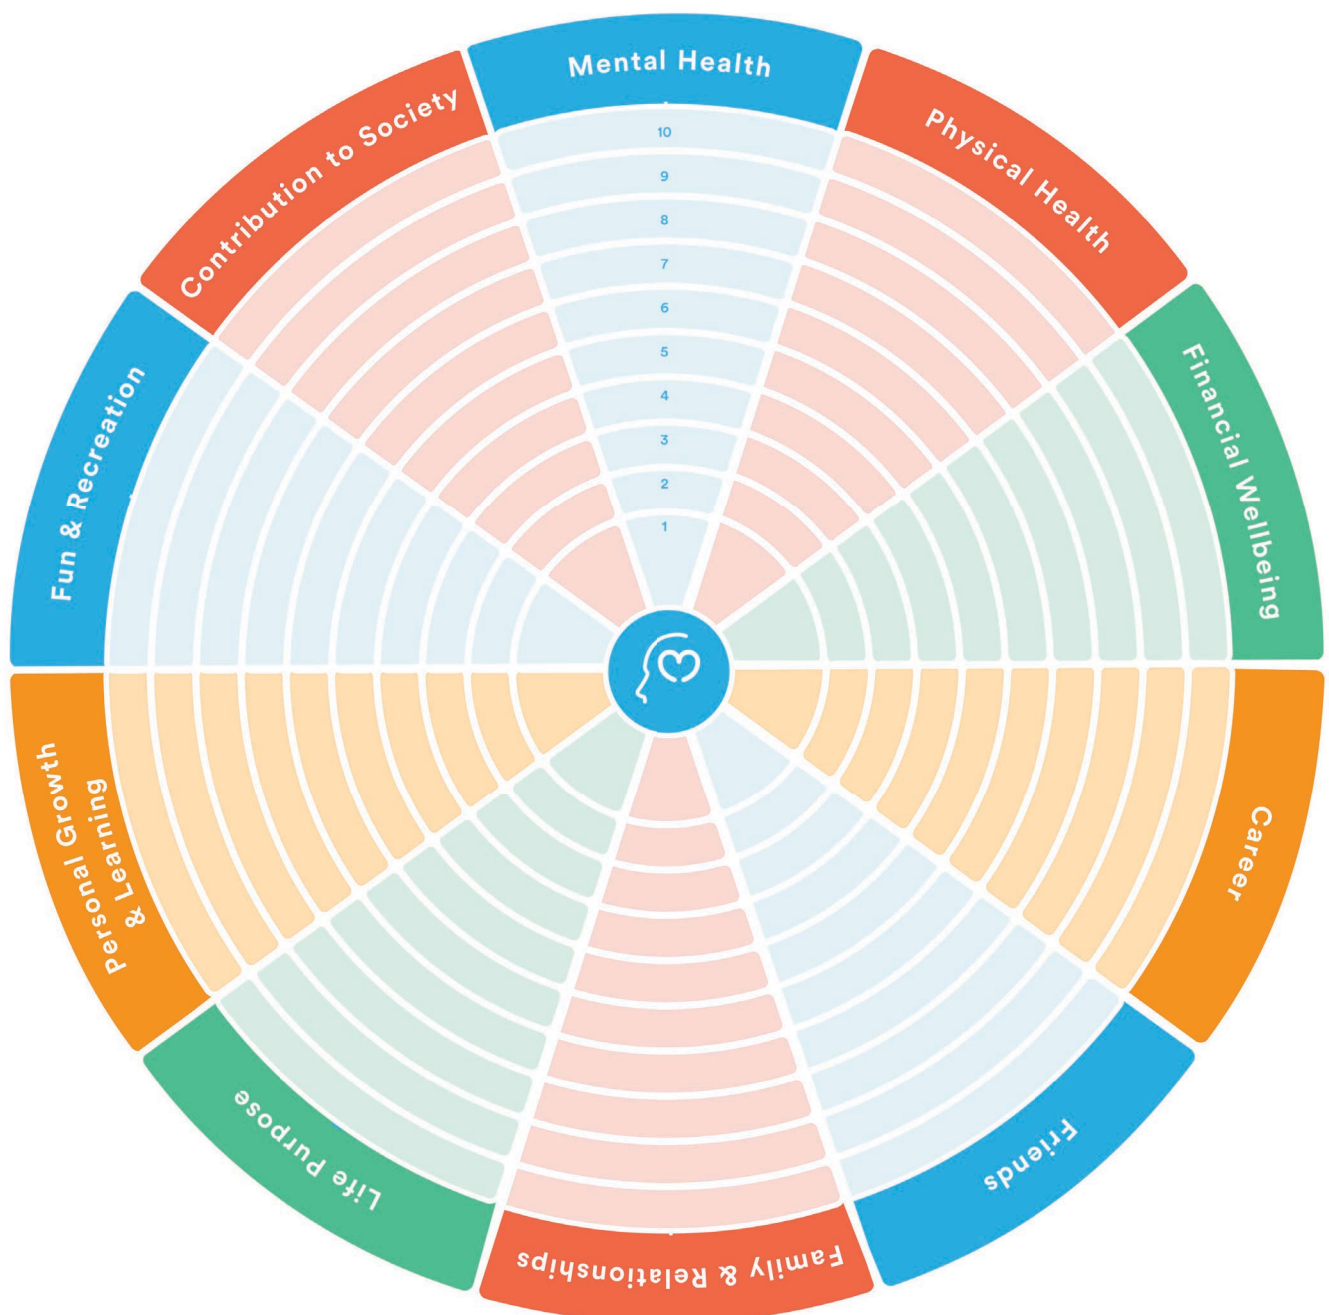 Mental Health
Physical Health
Financial Wellbeing
Career
Friends
Family & Relationships
Life Purpose
Personal Growth
& Learning
Fun & Recreation
Contribution to Society
10
9
8
7
6
5
4
3
2
1